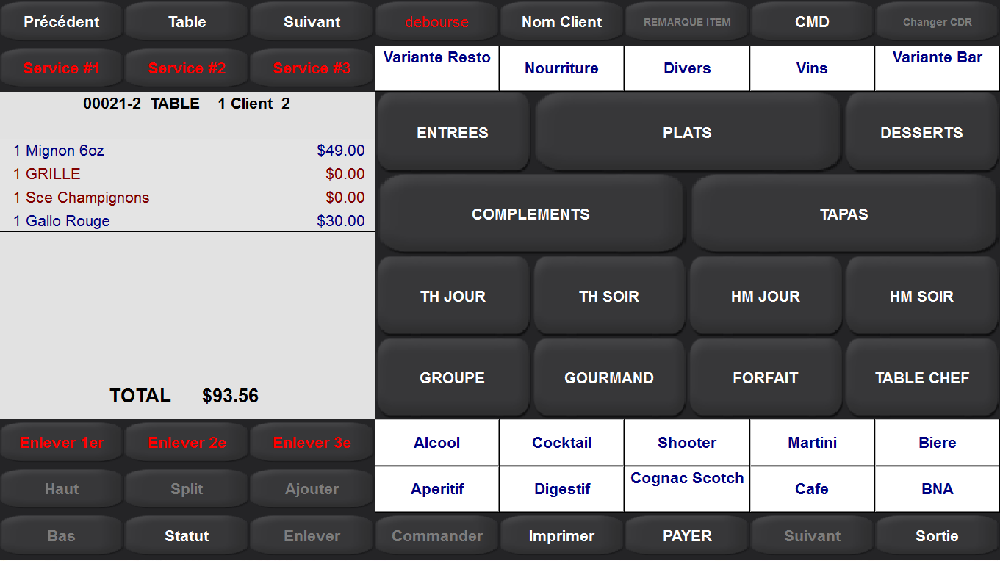 Précédent Table Suivant debourse Nom Client REMARQUE ITEM CMD Changer CDR
Service #1 Service #2 Service #3 Variante Resto Nourriture Divers Vins Variante Bar
00021-2 TABLE 1 Client 2
1 Mignon 6oz $49.00
1 GRILLE $0.00
1 Sce Champignons $0.00
1 Gallo Rouge $30.00
TOTAL $93.56
ENTREES PLATS DESSERTS
COMPLEMENTS TAPAS
TH JOUR TH SOIR HM JOUR HM SOIR
GROUPE GOURMAND FORFAIT TABLE CHEF
Enlever 1er Enlever 2e Enlever 3e Alcool Cocktail Shooter Martini Biere
Haut Split Ajouter Aperitif Digestif Cognac Scotch Cafe BNA
Bas Statut Enlever Commander Imprimer PAYER Suivant Sortie